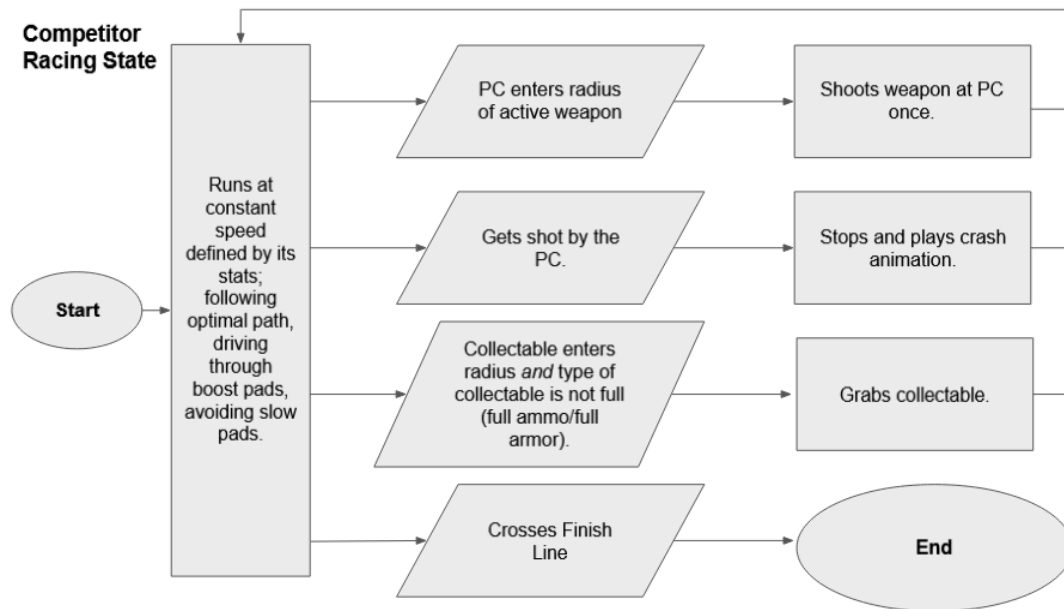 Competitor
Racing State
Start
Runs at
constant
speed
defined by its
stats;
following
optimal path,
driving
through
boost pads,
avoiding slow
pads.
PC enters radius
of active weapon
Shoots weapon at PC
once.
Gets shot by the
PC.
Stops and plays crash
animation.
Collectable enters
radius and type of
collectable is not full
(full ammo/full
armor).
Grabs collectable.
Crosses Finish
Line
End